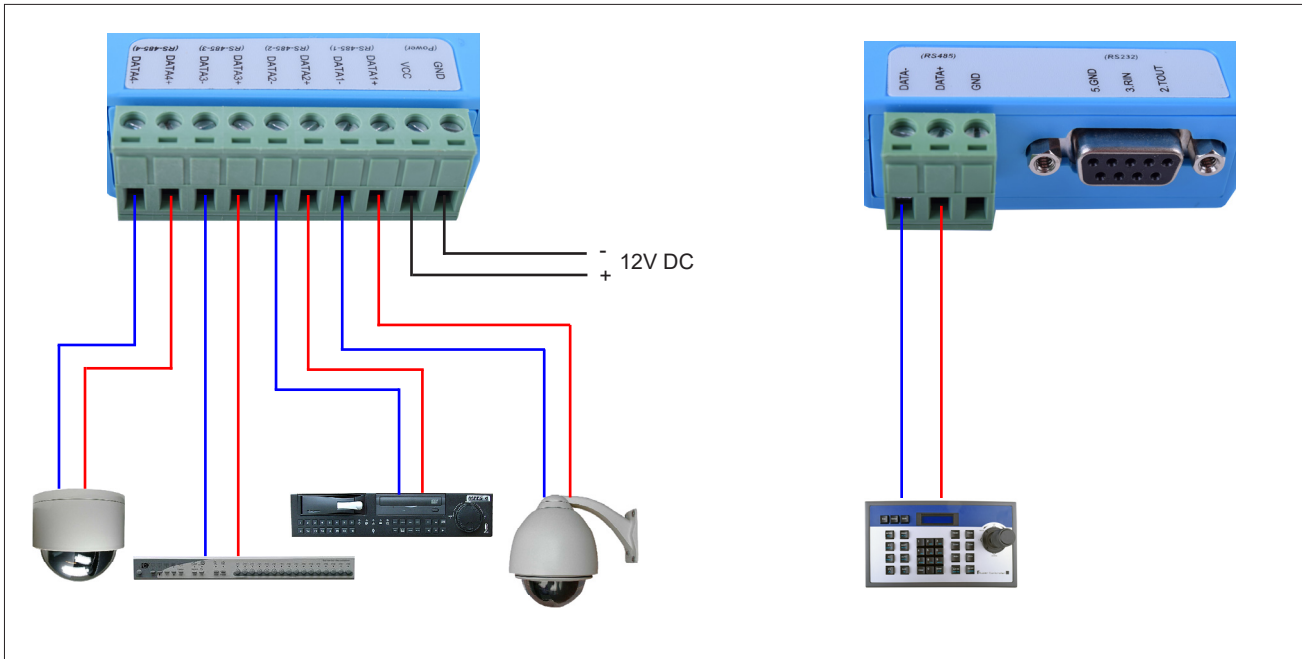 (RS-485-4) (RS-485-3) (RS-485-2) (RS-485-1) (Power)
DATA4- DATA4+ DATA3- DATA3+ DATA2- DATA2+ DATA1- DATA1+ VCC GND
- 12V DC
+
(RS485) (RS232)
DATA- DATA+ GND 5.GND 3.RIN 2.TOUT